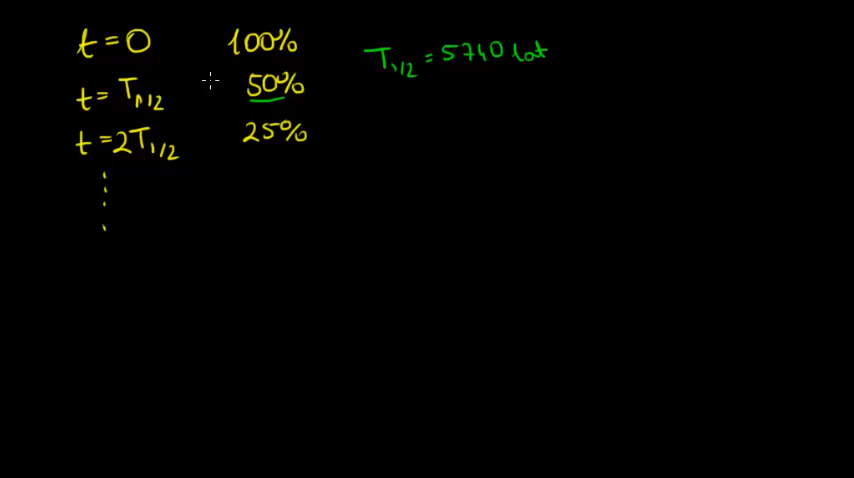 t = 0 100%
T1/2 = 5740 lat
t = T1/2 50%
t = 2T1/2 25%